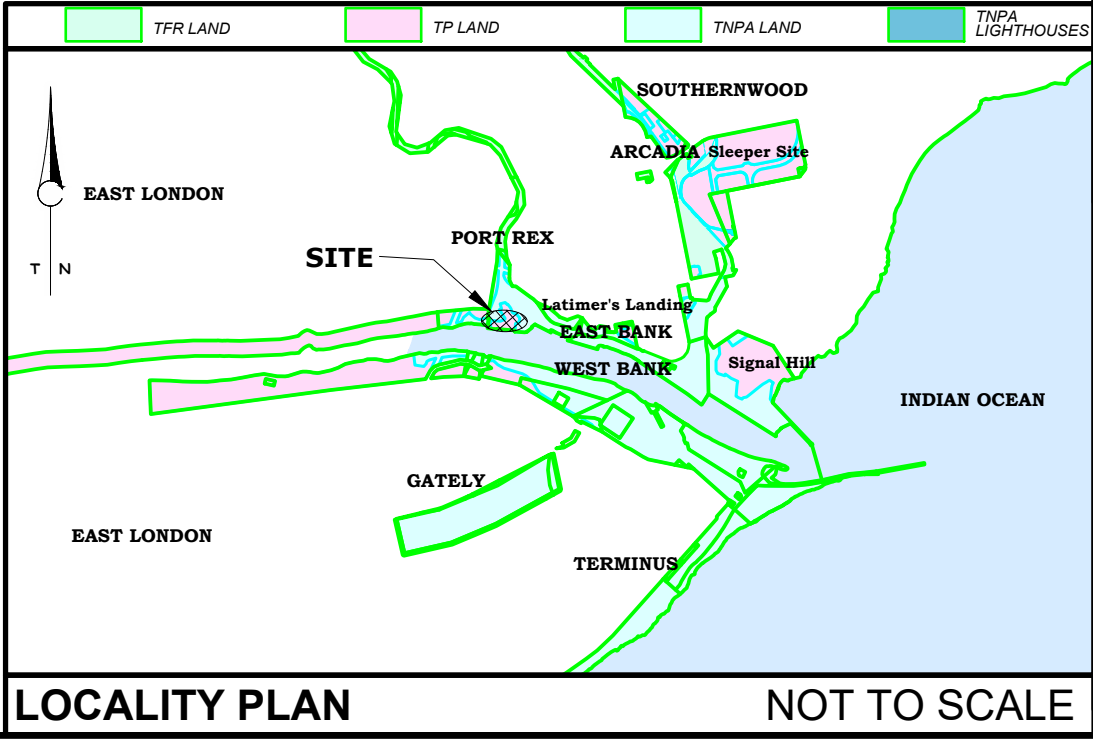 TFR LAND
TP LAND
TNPA LAND
TNPA
LIGHTHOUSES
SOUTHERNWOOD
ARCADIA
Sleeper Site
EAST LONDON
PORT REX
SITE
T N
Latimer's Landing
EAST BANK
WEST BANK
Signal Hill
INDIAN OCEAN
GATELY
EAST LONDON
TERMINUS
LOCALITY PLAN
NOT TO SCALE